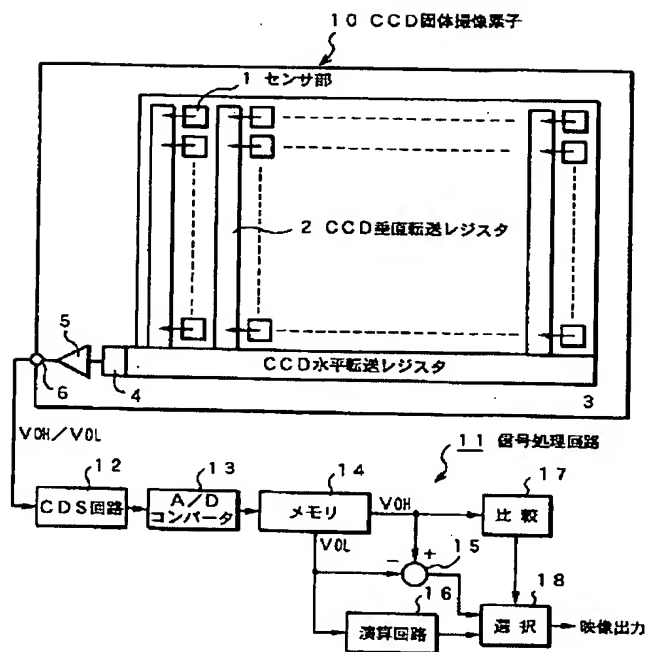 10 CCD固体撮像素子
1 センサ部
2 CCD垂直転送レジスタ
5
CCD水平転送レジスタ
6
4
3
VOH/VOL
11 信号処理回路
12
13
14
17
CDS回路
A/D
コンバータ
メモリ
VOH
比較
VOL
+
15
−
18
16
演算回路
選択
映像出力